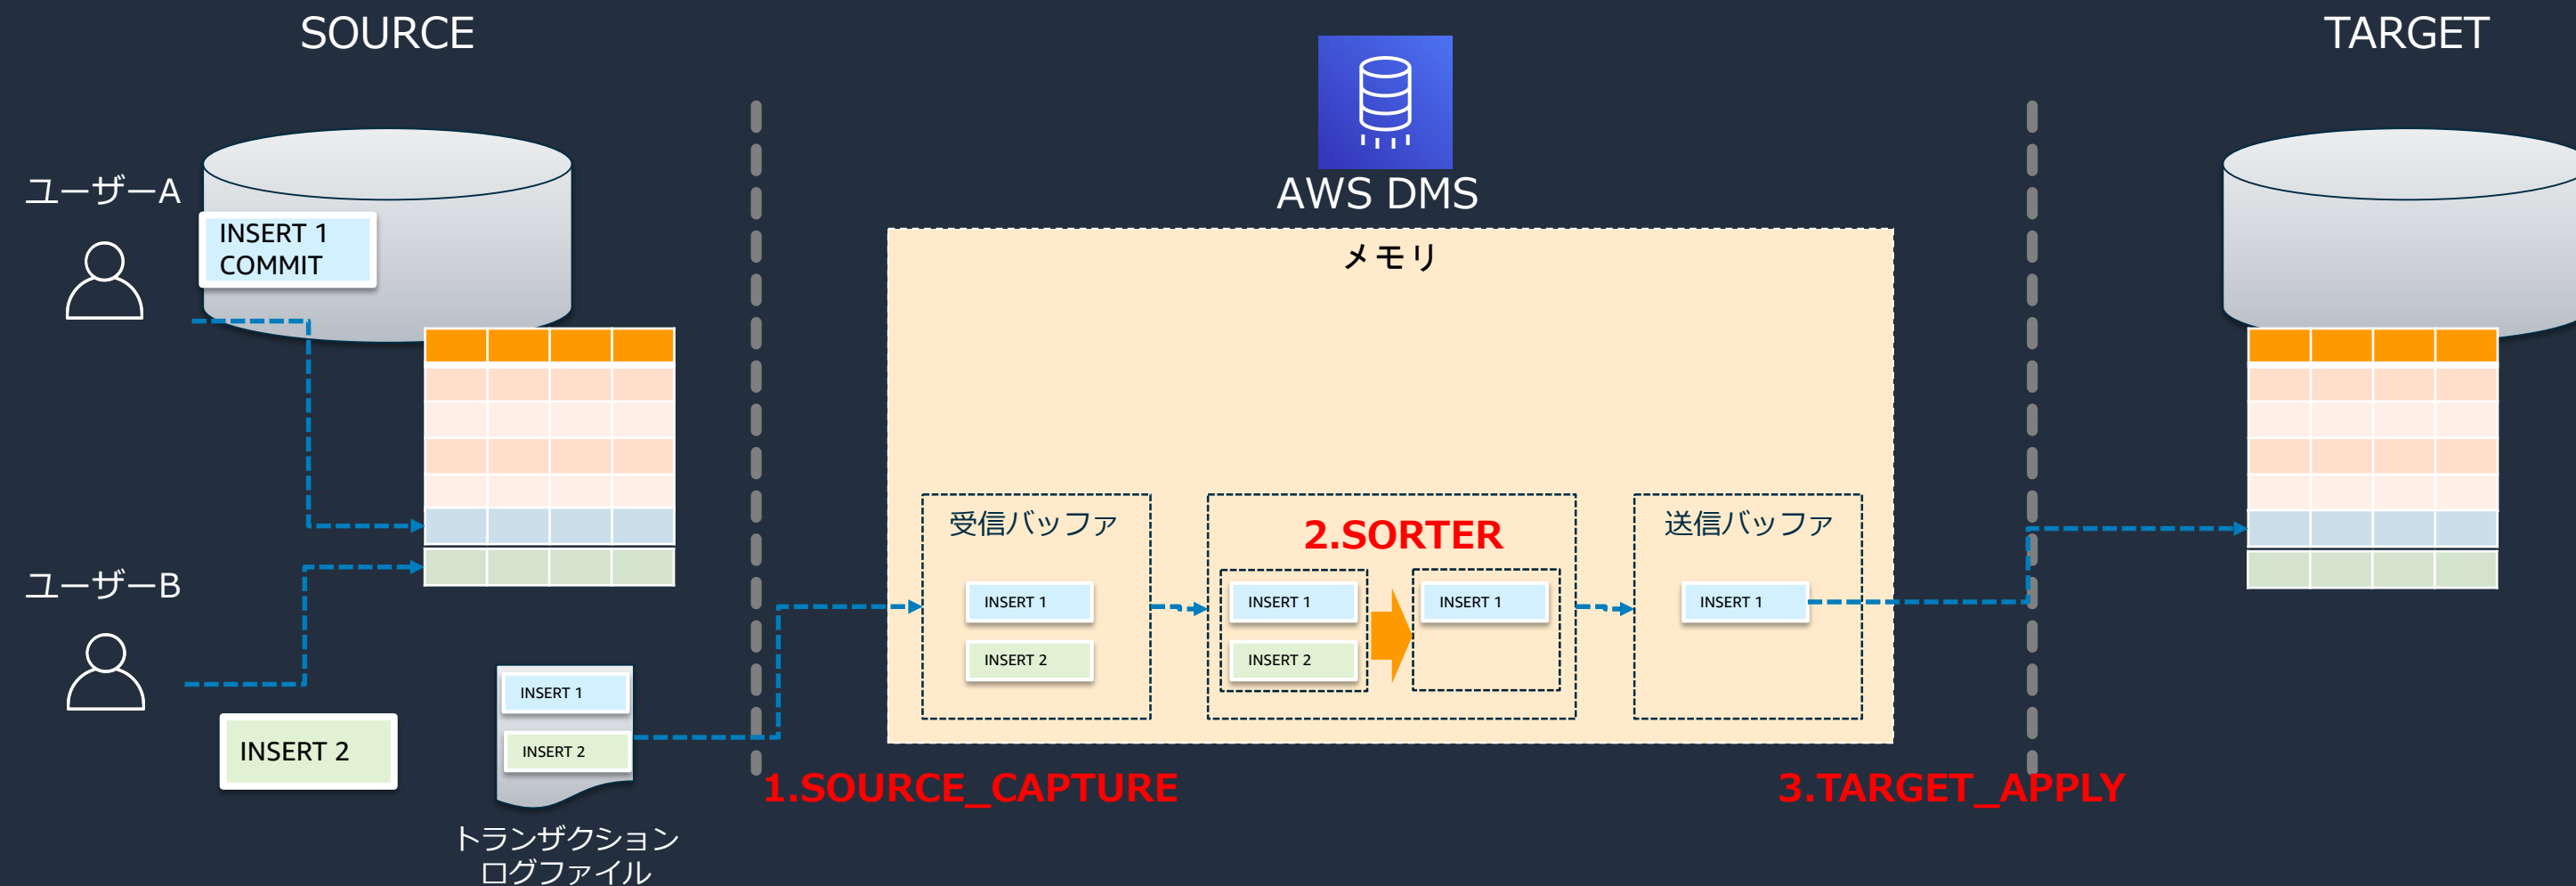 SOURCE
AWS DMS
TARGET
ユーザーA
INSERT 1
COMMIT
ユーザーB
INSERT 2
INSERT 1
INSERT 2
トランザクション
ログファイル
メモリ
受信バッファ
INSERT 1
INSERT 2
2.SORTER
INSERT 1
INSERT 2
INSERT 1
送信バッファ
INSERT 1
1.SOURCE_CAPTURE
3.TARGET_APPLY